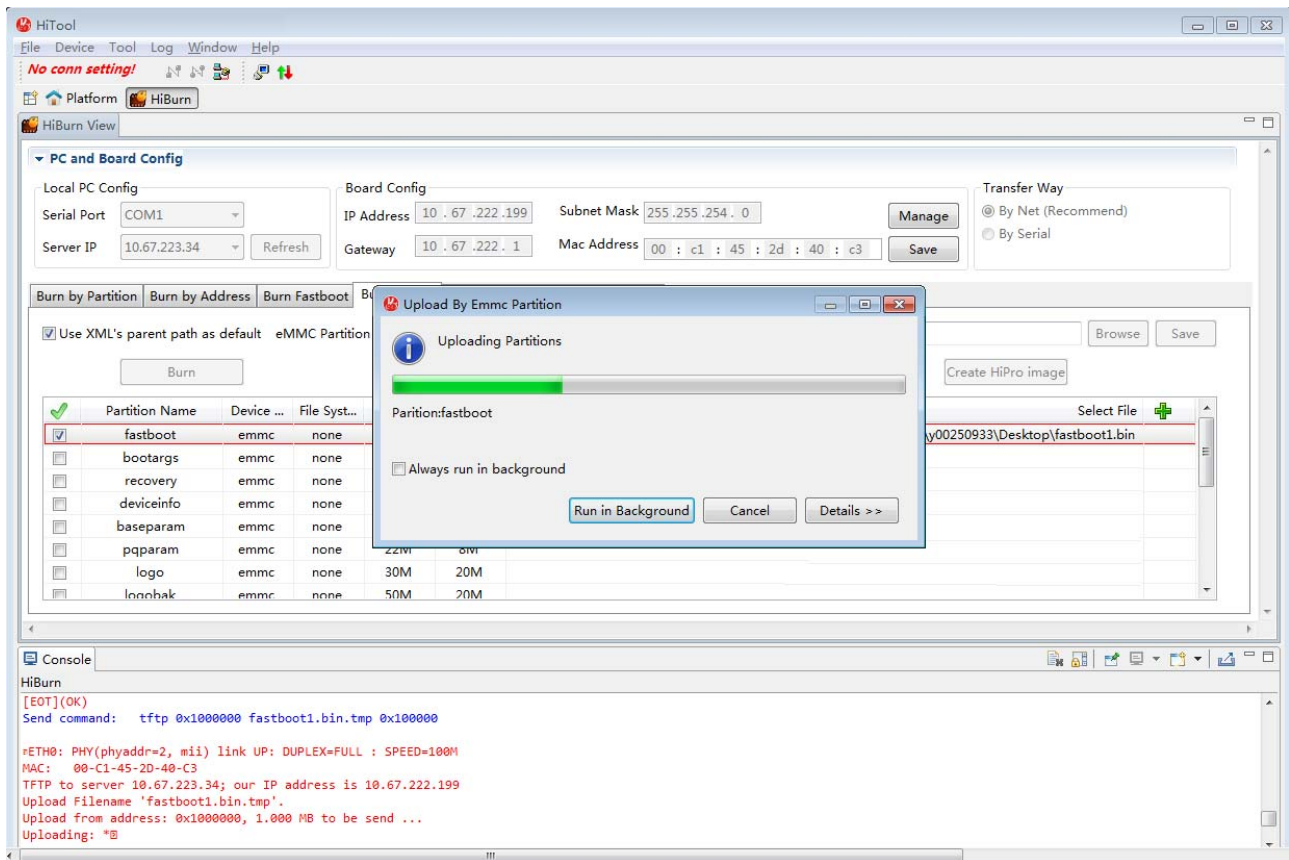 HiTool
File Device Tool Log Window Help
No conn setting!
Platform HiBurn
HiBurn View
PC and Board Config
Local PC Config Board Config Transfer Way
Serial Port COM1 IP Address 10 . 67 .222 .199 Subnet Mask 255 .255 .254 . 0 Manage By Net (Recommend)
Server IP 10.67.223.34 Refresh Gateway 10 . 67 .222 . 1 Mac Address 00 : c1 : 45 : 2d : 40 : c3 Save By Serial
Burn by Partition Burn by Address Burn Fastboot
Upload By Emmc Partition
Use XML's parent path as default eMMC Partition Browse Save
Uploading Partitions
Burn Create HiPro image
Partition Name Device ... File Syst... Select File
Parition:fastboot
fastboot emmc none \y00250933\Desktop\fastboot1.bin
bootargs emmc none
recovery emmc none
Always run in background
deviceinfo emmc none
Run in Background Cancel Details >>
baseparam emmc none
pqparam emmc none 22M 8M
logo emmc none 30M 20M
logobak emmc none 50M 20M
Console
HiBurn
[EOT](OK)
Send command: tftp 0x1000000 fastboot1.bin.tmp 0x100000
ETH0: PHY(phyaddr=2, mii) link UP: DUPLEX=FULL : SPEED=100M
MAC: 00-C1-45-2D-40-C3
TFTP to server 10.67.223.34; our IP address is 10.67.222.199
Upload Filename 'fastboot1.bin.tmp'.
Upload from address: 0x1000000, 1.000 MB to be send ...
Uploading: *